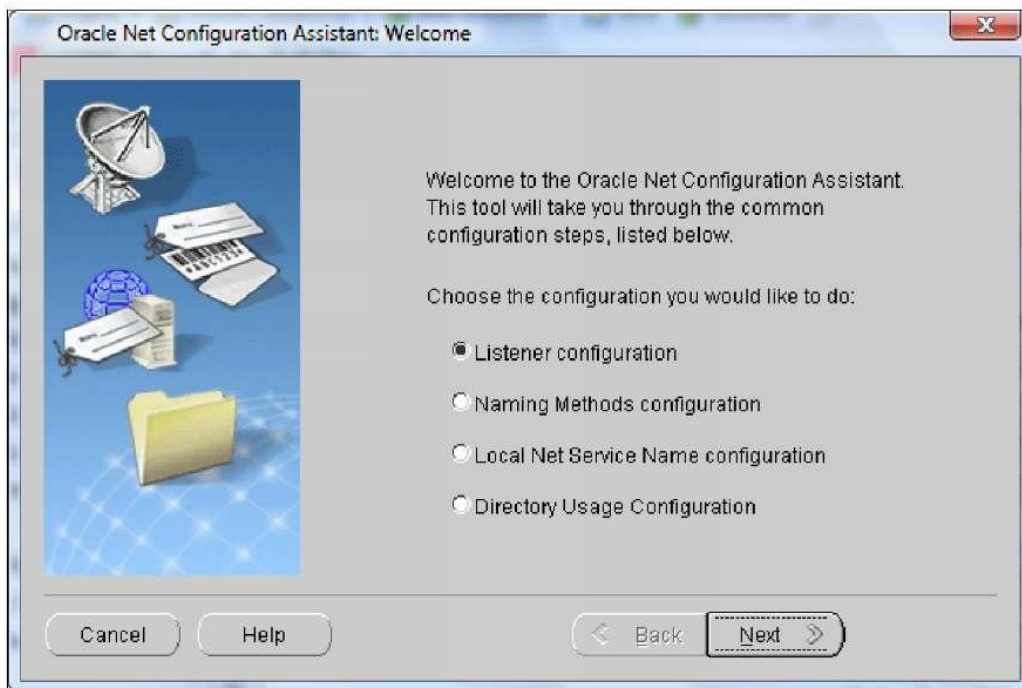 Oracle Net Configuration Assistant: Welcome
Welcome to the Oracle Net Configuration Assistant.
This tool will take you through the common
configuration steps, listed below.
Choose the configuration you would like to do:
Listener configuration
Naming Methods configuration
Local Net Service Name configuration
Directory Usage Configuration
Cancel
Help
Back
Next